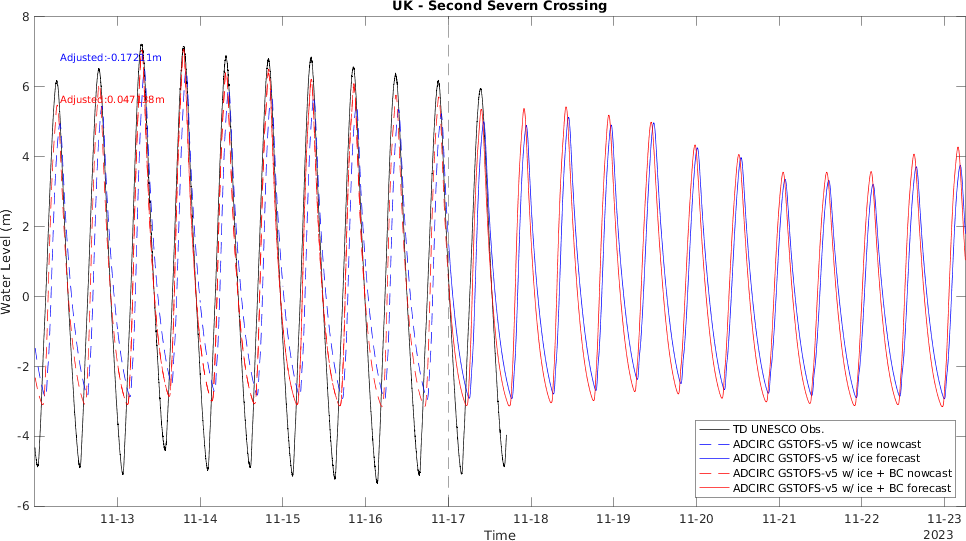 UK - Second Severn Crossing
8
6
4
2
0
-2
-4
-6
Water Level (m)
Adjusted:-0.17211m
11-13
11-14
11-15
11-16
11-17
11-18
11-19
11-20
11-21
11-22
11-23
Time
2023
TD UNESCO Obs.
ADCIRC GSTOFS-v5 w/ ice nowcast
ADCIRC GSTOFS-v5 w/ ice forecast
ADCIRC GSTOFS-v5 w/ ice + BC nowcast
ADCIRC GSTOFS-v5 w/ ice + BC forecast